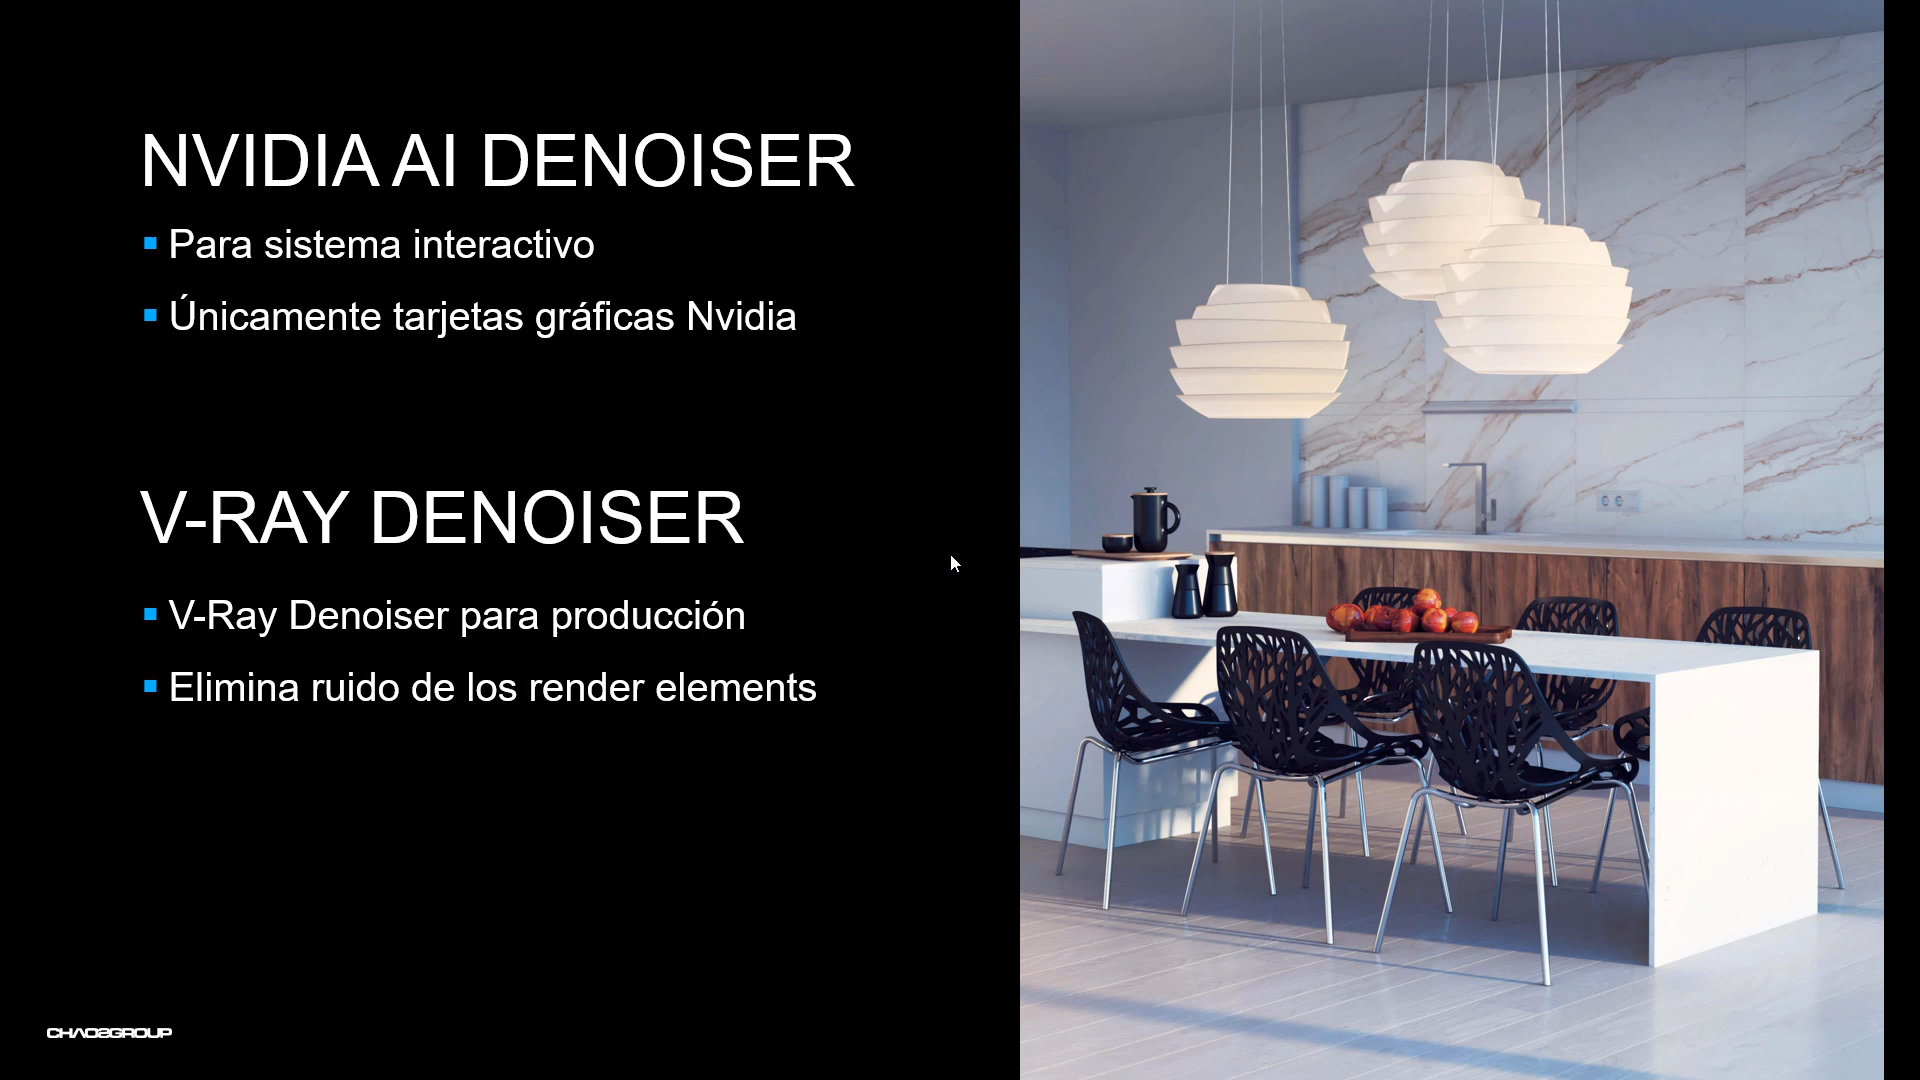 NVIDIA AI DENOISER
Para sistema interactivo
Únicamente tarjetas gráficas Nvidia
V-RAY DENOISER
V-Ray Denoiser para producción
Elimina ruido de los render elements
CHAOSGROUP